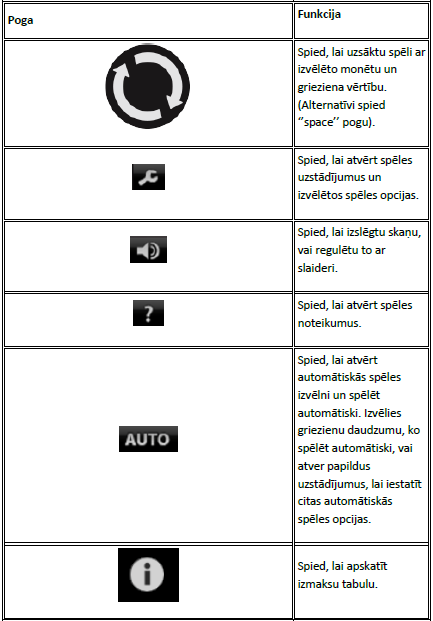 Poga
Funkcija
Spied, lai uzsāktu spēli ar
izvēlēto monētu un
grieziena vērtību.
(Alternatīvi spied
“space” pogu).
Spied, lai atvērt spēles
uzstādījumus un
izvēlētos spēles opcijas.
Spied, lai izslēgtu skaņu,
vai regulētu to ar
slaideri.
?
Spied, lai atvērt spēles
noteikumus.
AUTO
Spied, lai atvērt
automātiskās spēles
izvēlni un spēlēt
automātiski. Izvēlies
griezienu daudzumu, ko
spēlēt automātiski, vai
atver papildus
uzstādījumus, lai iestatīt
citas automātiskās
spēles opcijas.
i
Spied, lai apskatīt
izmaksu tabulu.